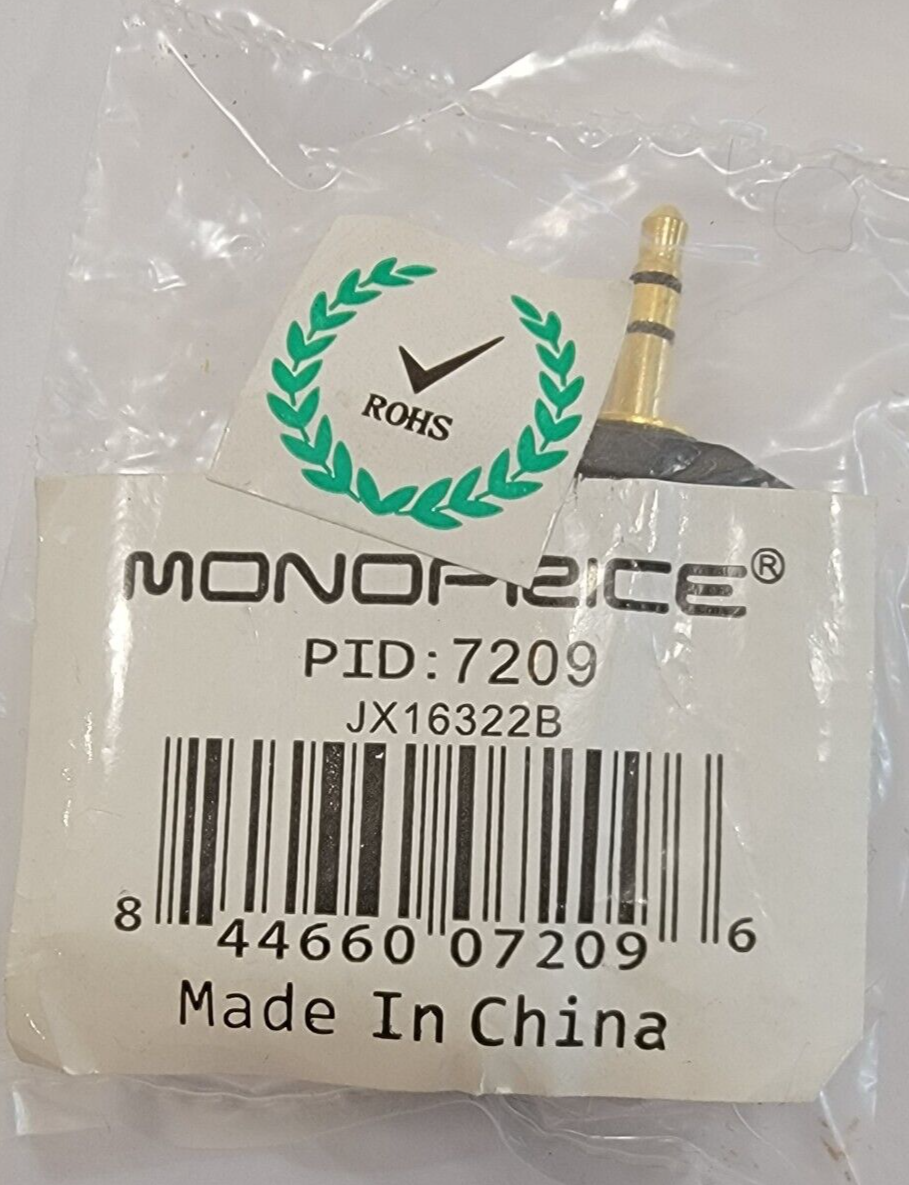 ROHS
MONOPRICE®
PID:7209
JX16322B
8 44660 07209 6
Made In China